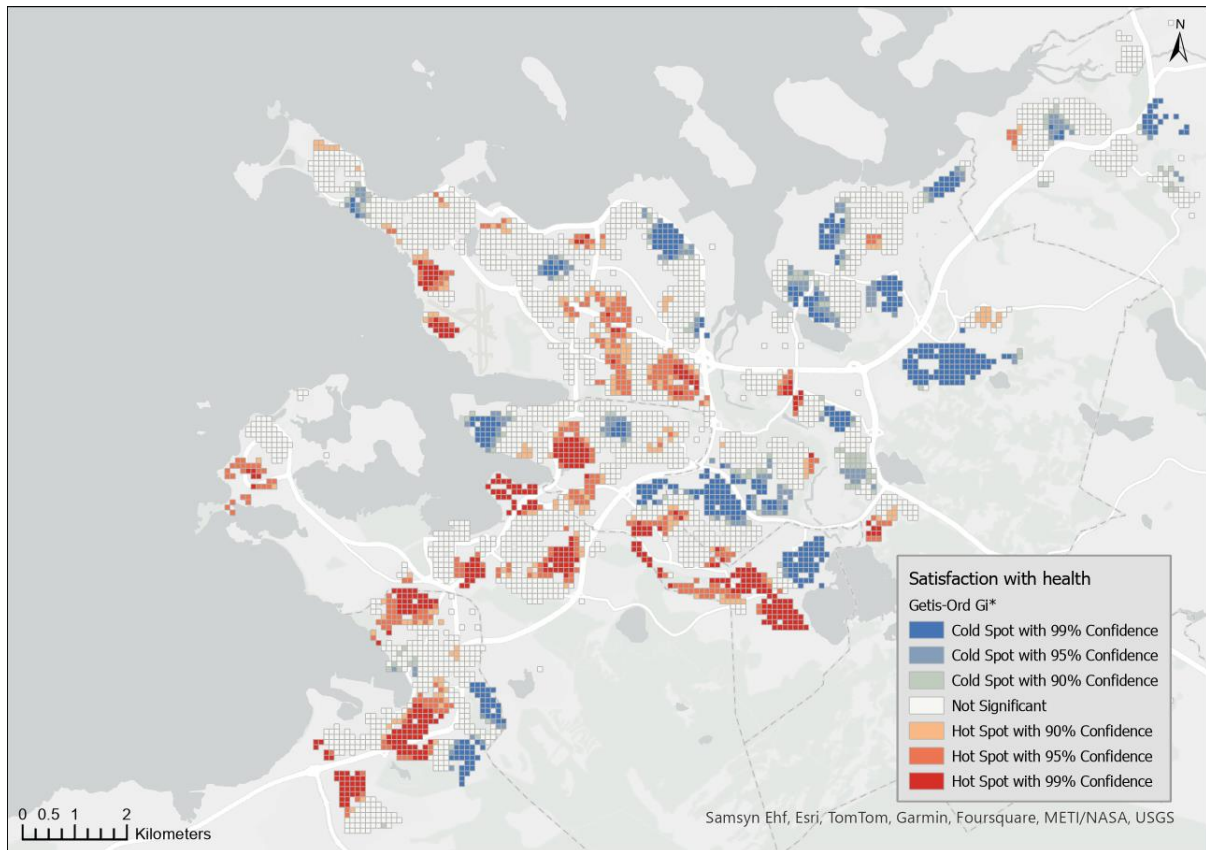 N
Satisfaction with health
Getis-Ord Gi*
Cold Spot with 99% Confidence
Cold Spot with 95% Confidence
Cold Spot with 90% Confidence
Not Significant
Hot Spot with 90% Confidence
Hot Spot with 95% Confidence
Hot Spot with 99% Confidence
0 0.5 1 2
Kilometers
Samsyn Ehf, Esri, TomTom, Garmin, Foursquare, METI/NASA, USGS